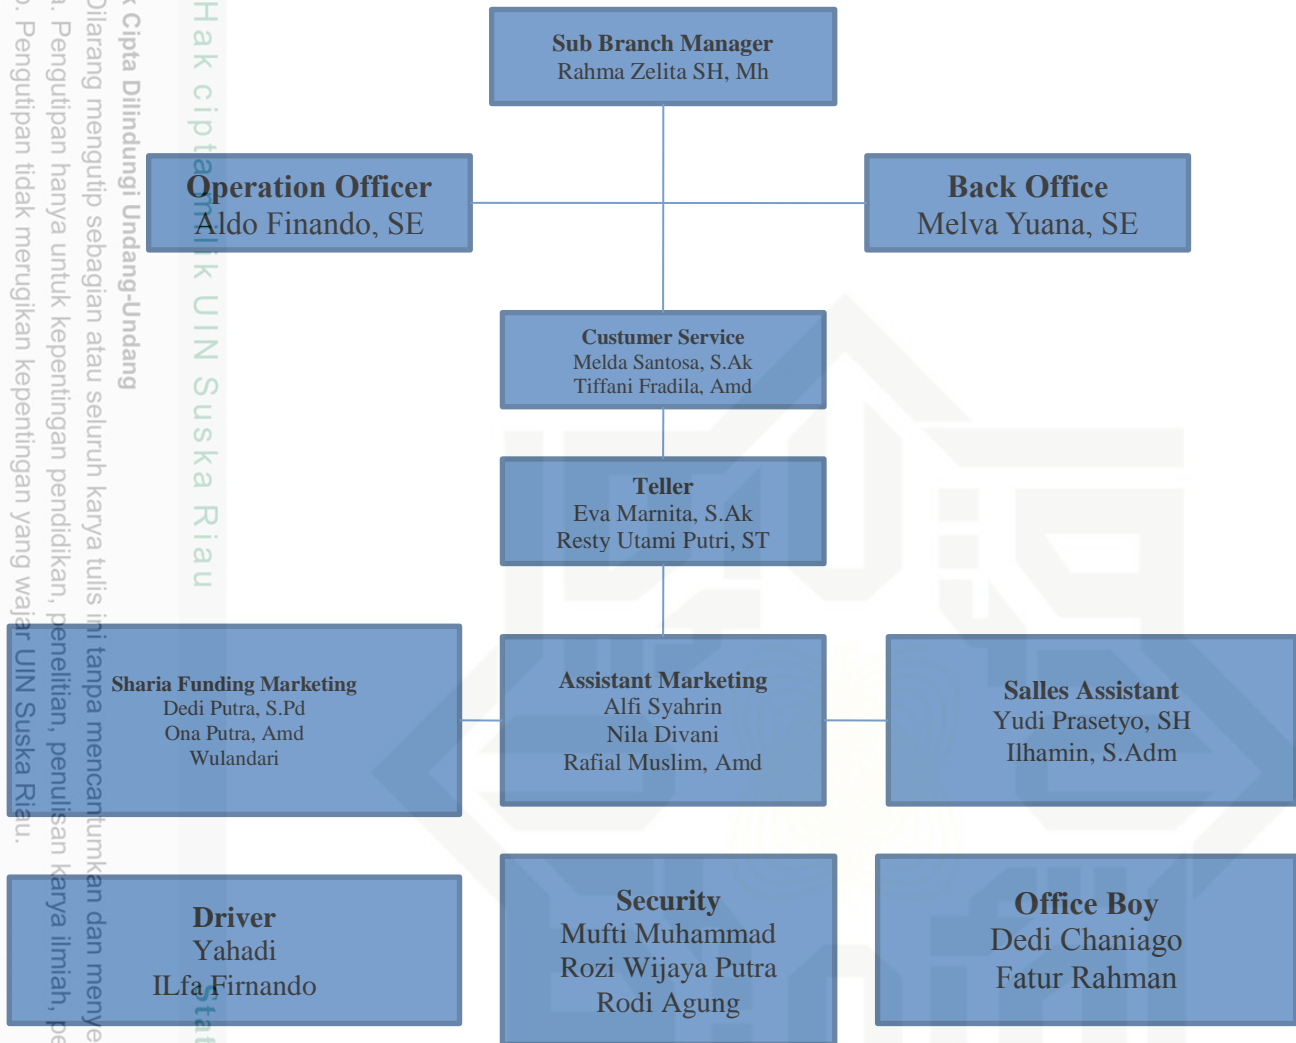 Sub Branch Manager
Rahma Zelita SH, Mh
Operation Officer
Aldo Finando, SE
Back Office
Melva Yuana, SE
Custumer Service
Melda Santosa, S.Ak
Tiffani Fradila, Amd
Teller
Eva Marnita, S.Ak
Resty Utami Putri, ST
Sharia Funding Marketing
Dedi Putra, S.Pd
Ona Putra, Amd
Wulandari
Assistant Marketing
Alfi Syahrin
Nila Divani
Rafial Muslim, Amd
Salles Assistant
Yudi Prasetyo, SH
Ilhamin, S.Adm
Driver
Yahadi
ILfa Firnando
Security
Mufti Muhammad
Rozi Wijaya Putra
Rodi Agung
Office Boy
Dedi Chaniago
Fatur Rahman
Hak cipta milik UIN Suska Riau
Cipta Dilindungi Undang-Undang
Dilarang mengutip sebagian atau seluruh karya tulis ini tanpa mencantumkan dan
a. Pengutipan hanya untuk kepentingan pendidikan, penelitian, penulisan karya ilmiah,
b. Pengutipan tidak merugikan kepentingan yang wajar UIN Suska Riau.